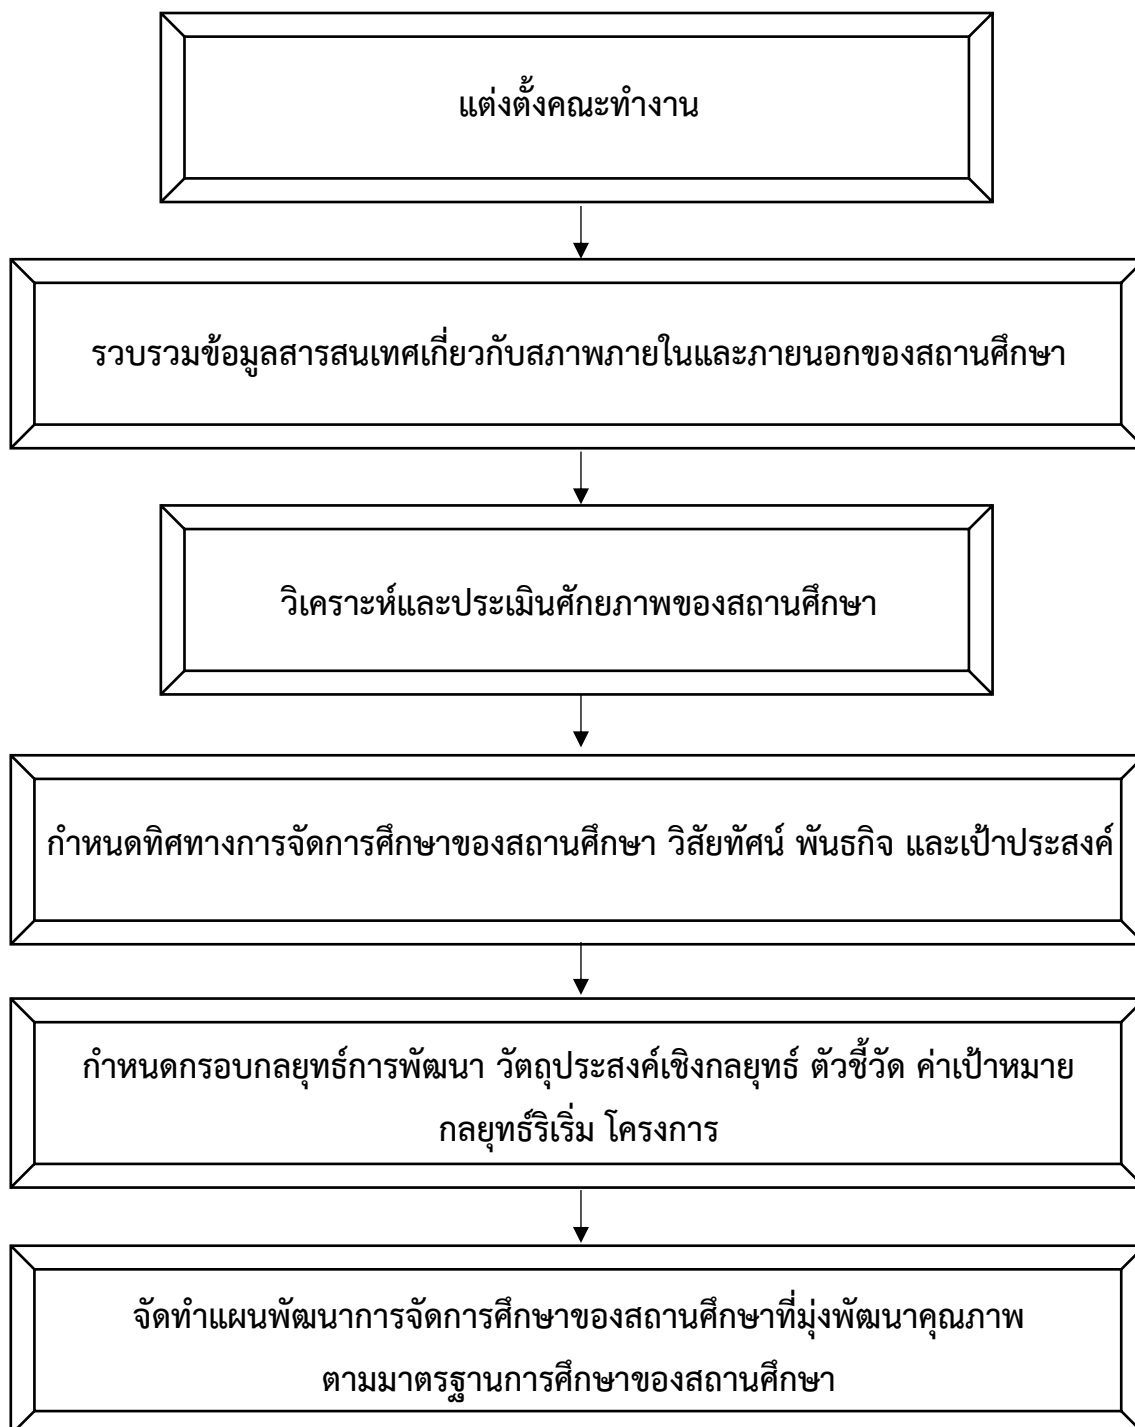 แต่งตั้งคณะทำงาน
รวบรวมข้อมูลสารสนเทศเกี่ยวกับสภาพภายในและภายนอกของสถานศึกษา
วิเคราะห์และประเมินศักยภาพของสถานศึกษา
กำหนดทิศทางการจัดการศึกษาของสถานศึกษา วิสัยทัศน์ พันธกิจ และเป้าประสงค์
กำหนดกรอบกลยุทธ์การพัฒนา วัตถุประสงค์เชิงกลยุทธ์ ตัวชี้วัด ค่าเป้าหมาย
กลยุทธ์ริเริ่ม โครงการ
จัดทำแผนพัฒนาการจัดการศึกษาของสถานศึกษาที่มุ่งพัฒนาคุณภาพ
ตามมาตรฐานการศึกษาของสถานศึกษา